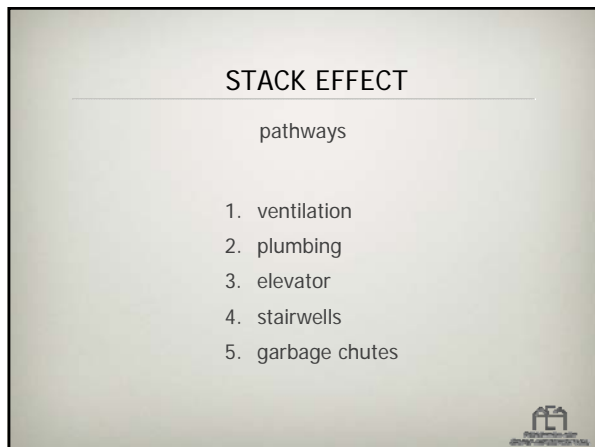 STACK EFFECT
pathways
1. ventilation
2. plumbing
3. elevator
4. stairwells
5. garbage chutes